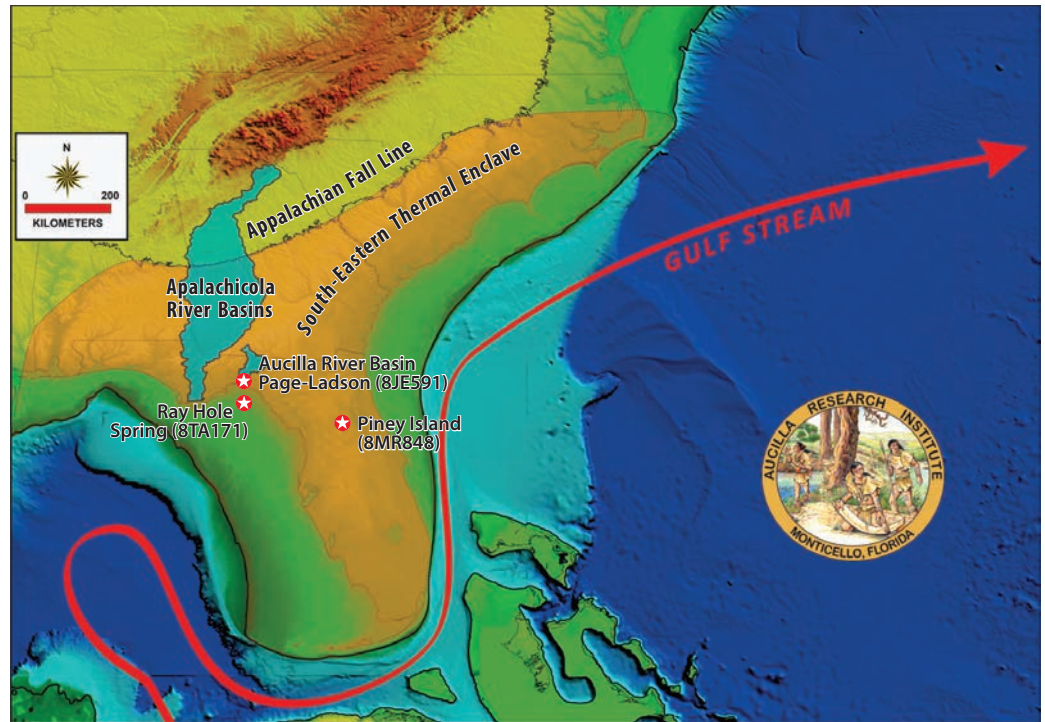 N
0 200
KILOMETERS
Appalachian Fall Line
South-Eastern Thermal Enclave
GULF STREAM
Apalachicola
River Basins
Aucilla River Basin
Page-Ladson (8JE591)
Ray Hole
Spring (8TA171)
Piney Island
(8MR848)
AUCILLA RESEARCH INSTITUTE
MONTICELLO, FLORIDA